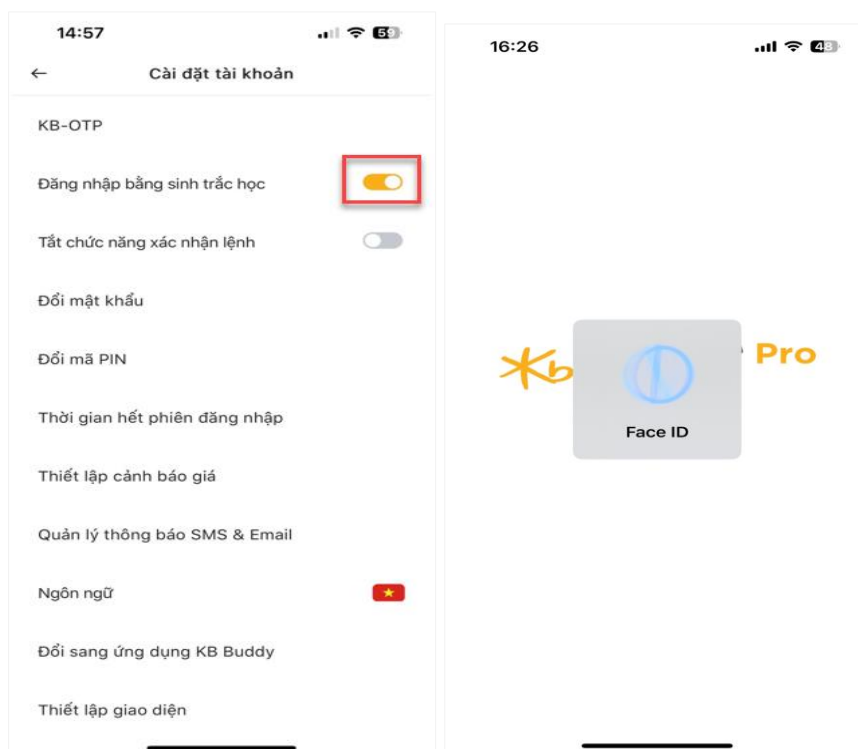 14:57
59
Cài đặt tài khoản
KB-OTP
Đăng nhập bằng sinh trắc học
Tắt chức năng xác nhận lệnh
Đổi mật khẩu
Đổi mã PIN
Thời gian hết phiên đăng nhập
Thiết lập cảnh báo giá
Quản lý thông báo SMS & Email
Ngôn ngữ
Đổi sang ứng dụng KB Buddy
Thiết lập giao diện
16:26
48
Kb Pro
Face ID